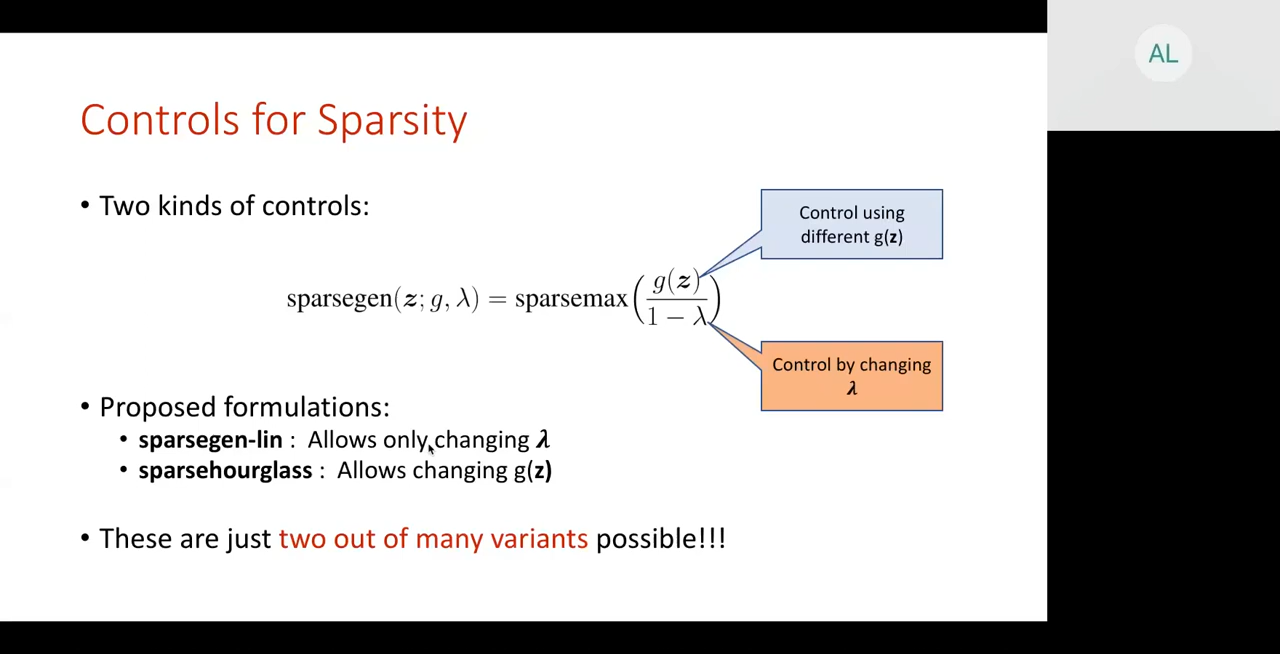 AL
Controls for Sparsity
• Two kinds of controls:
Control using
different g(z)
sparsegen(z; g, λ) = sparsemax(g(z) / 1 − λ)
Control by changing
λ
• Proposed formulations:
• sparsegen-lin : Allows only changing λ
• sparsehourglass : Allows changing g(z)
• These are just two out of many variants possible!!!